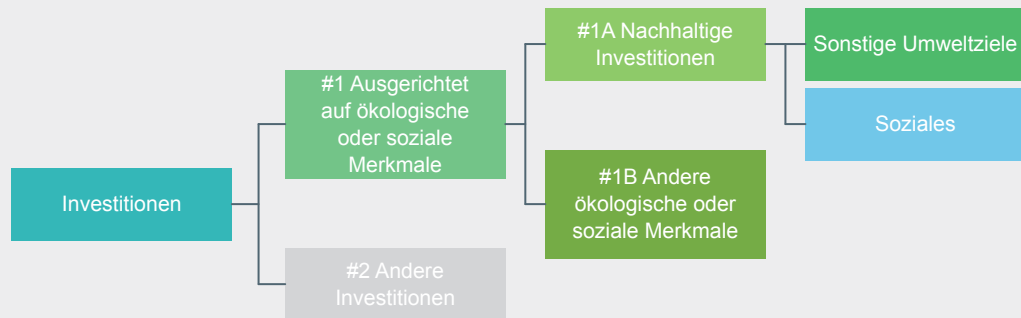 Investitionen
#1 Ausgerichtet
auf ökologische
oder soziale
Merkmale
#2 Andere
Investitionen
#1A Nachhaltige
Investitionen
#1B Andere
ökologische oder
soziale Merkmale
Sonstige Umweltziele
Soziales